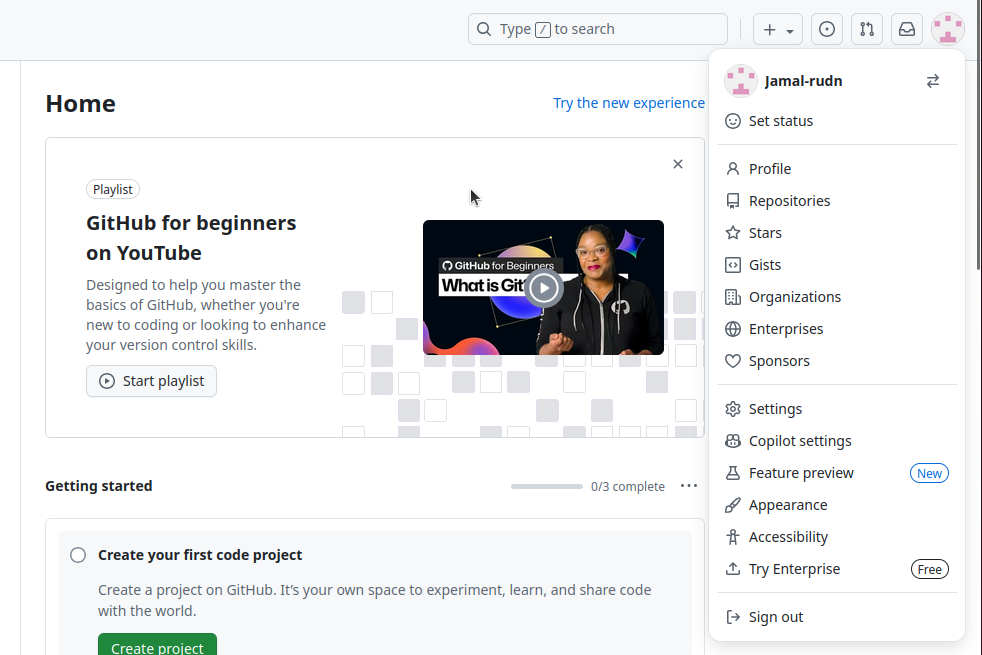 Type / to search
Jamal-rudn
Set status
Profile
Repositories
Stars
Gists
Organizations
Enterprises
Sponsors
Settings
Copilot settings
Feature preview New
Appearance
Accessibility
Try Enterprise Free
Sign out
Home
Try the new experience
Playlist
GitHub for beginners
on YouTube
Designed to help you master the
basics of GitHub, whether you're
new to coding or looking to enhance
your version control skills.
Start playlist
GitHub for Beginners
What is Git
Getting started
0/3 complete
Create your first code project
Create a project on GitHub. It's your own space to experiment, learn, and share code
with the world.
Create project